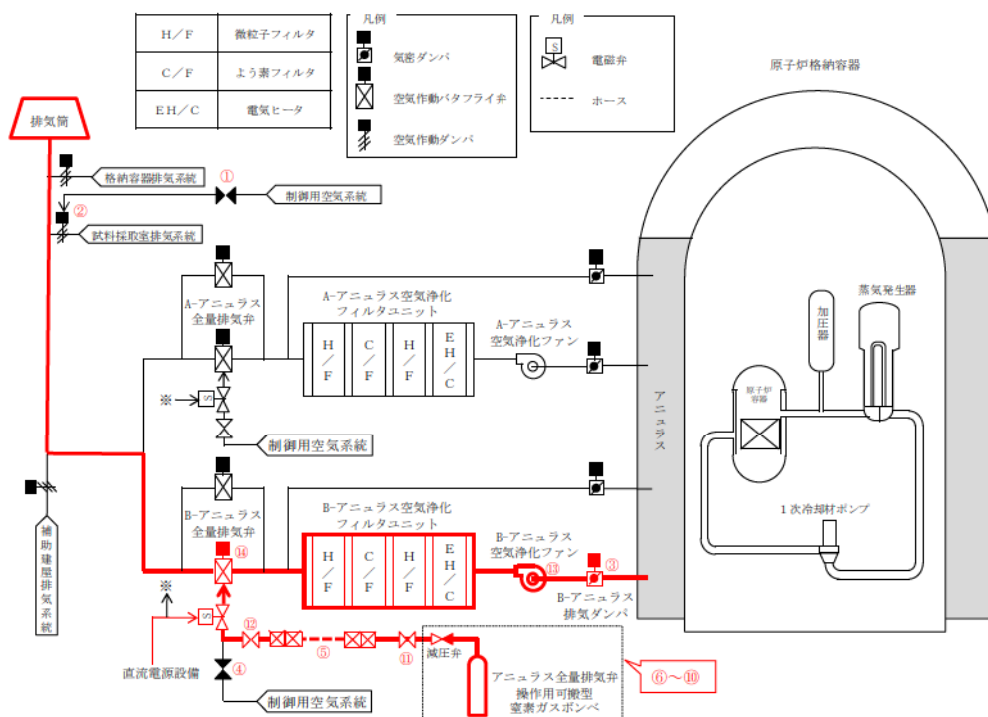 H／F 微粒子フィルタ
C／F よう素フィルタ
EH／C 電気ヒータ
凡例
気密ダンパ
空気作動バタフライ弁
空気作動ダンパ
凡例
S
電磁弁
ホース
原子炉格納容器
排気筒
格納容器排気系統
①
制御用空気系統
②
試料採取室排気系統
A-アニュラス
全量排気弁
A-アニュラス空気浄化
フィルタユニット
H／F
C／F
H／F
EH／C
A-アニュラス
空気浄化ファン
※
S
制御用空気系統
アニュラス
蒸気発生器
加圧器
原子炉
容器
1次冷却材ポンプ
補助建屋排気系統
B-アニュラス
全量排気弁
⑭
B-アニュラス空気浄化
フィルタユニット
H／F
C／F
H／F
EH／C
B-アニュラス
空気浄化ファン
⑬
③
B-アニュラス
排気ダンパ
※
S
直流電源設備
⑫
⑤
⑪
減圧弁
④
制御用空気系統
アニュラス全量排気弁
操作用可搬型
窒素ガスボンベ
⑥～⑩